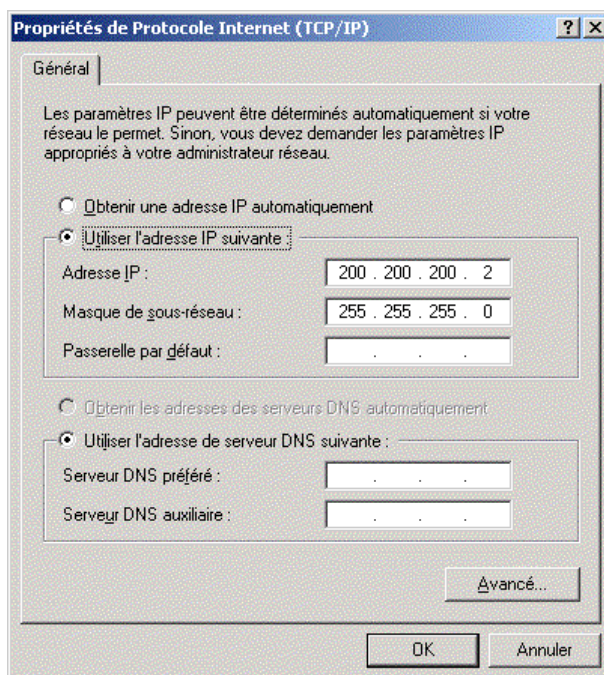 Propriétés de Protocole Internet (TCP/IP)
Général
Les paramètres IP peuvent être déterminés automatiquement si votre
réseau le permet. Sinon, vous devez demander les paramètres IP
appropriés à votre administrateur réseau.
Obtenir une adresse IP automatiquement
Utiliser l'adresse IP suivante :
Adresse IP : 200 . 200 . 200 . 2
Masque de sous-réseau : 255 . 255 . 255 . 0
Passerelle par défaut : . . .
Obtenir les adresses des serveurs DNS automatiquement
Utiliser l'adresse de serveur DNS suivante :
Serveur DNS préféré : . . .
Serveur DNS auxiliaire : . . .
Avancé...
OK Annuler